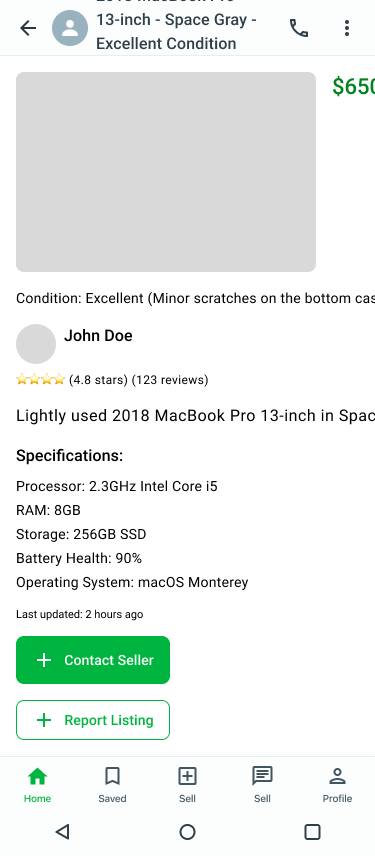 13-inch - Space Gray -
Excellent Condition
$650
Condition: Excellent (Minor scratches on the bottom cas
John Doe
(4.8 stars) (123 reviews)
Lightly used 2018 MacBook Pro 13-inch in Spac
Specifications:
Processor: 2.3GHz Intel Core i5
RAM: 8GB
Storage: 256GB SSD
Battery Health: 90%
Operating System: macOS Monterey
Last updated: 2 hours ago
Contact Seller
Report Listing
Home
Saved
Sell
Sell
Profile